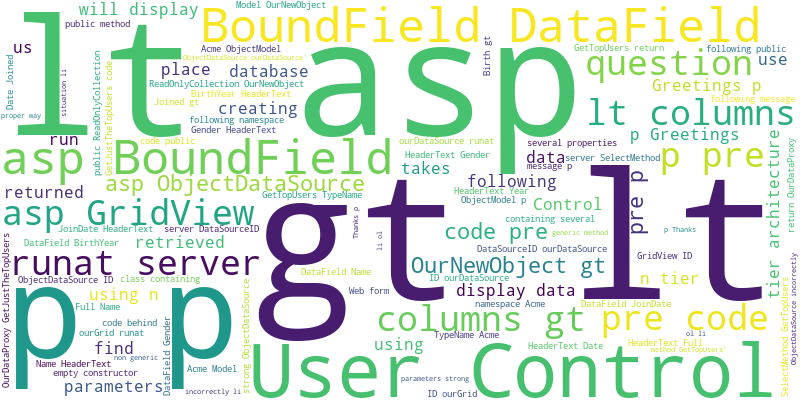 Model OurNewObject
will display
public method
BoundField DataField
lt asp
us
Acme ObjectModel
ObjectDataSource ourDataSource'
GetTopUsers return
following public
Date Joined
situation li
place
database
Birth gt
question
use
ReadOnlyCollection OurNewObject
public ReadOnlyCollection
GetJustTheTopUsers code
BirthYear HeaderText
Joined gt
Greetings p
creating
following message
proper way
following namespace
lt columns
run
Gender HeaderText
code public
ourDataSource runat
several properties
p Greetings
asp BoundField
HeaderText Gender
data
server SelectMethod
message p
p pre
takes
asp ObjectDataSource
following
returned
GetTopUsers TypeName
HeaderText Year
ObjectModel p
Control
pre p
tier architecture
return OurDataProxy
asp GridView
containing several
Thanks p
p Thanks
JoinDate HeaderText
server DataSourceID
code pre
generic method
DataField BirthYear
retrieved
li ol
DataSourceID ourDataSource
gt lt
GridView ID
runat server
OurNewObject gt
n tier
OurDataProxy GetJustTheTopUsers
DataField Name
ID ourDataSource
ObjectDataSource ID
class containing
display data
using n
Web form
namespace Acme
DataField JoinDate
Full Name
p p
columns gt
pre code
code behind
TypeName Acme
ourGrid runat
strong ObjectDataSource
DataField Gender
ol li
find
non generic
using
HeaderText Date
HeaderText Full
Name HeaderText
method GetTopUsers'
SelectMethod GetTopUsers
ObjectDataSource incorrectly
empty constructor
Acme Model
User Control
parameters
parameters strong
incorrectly li
ID ourGrid